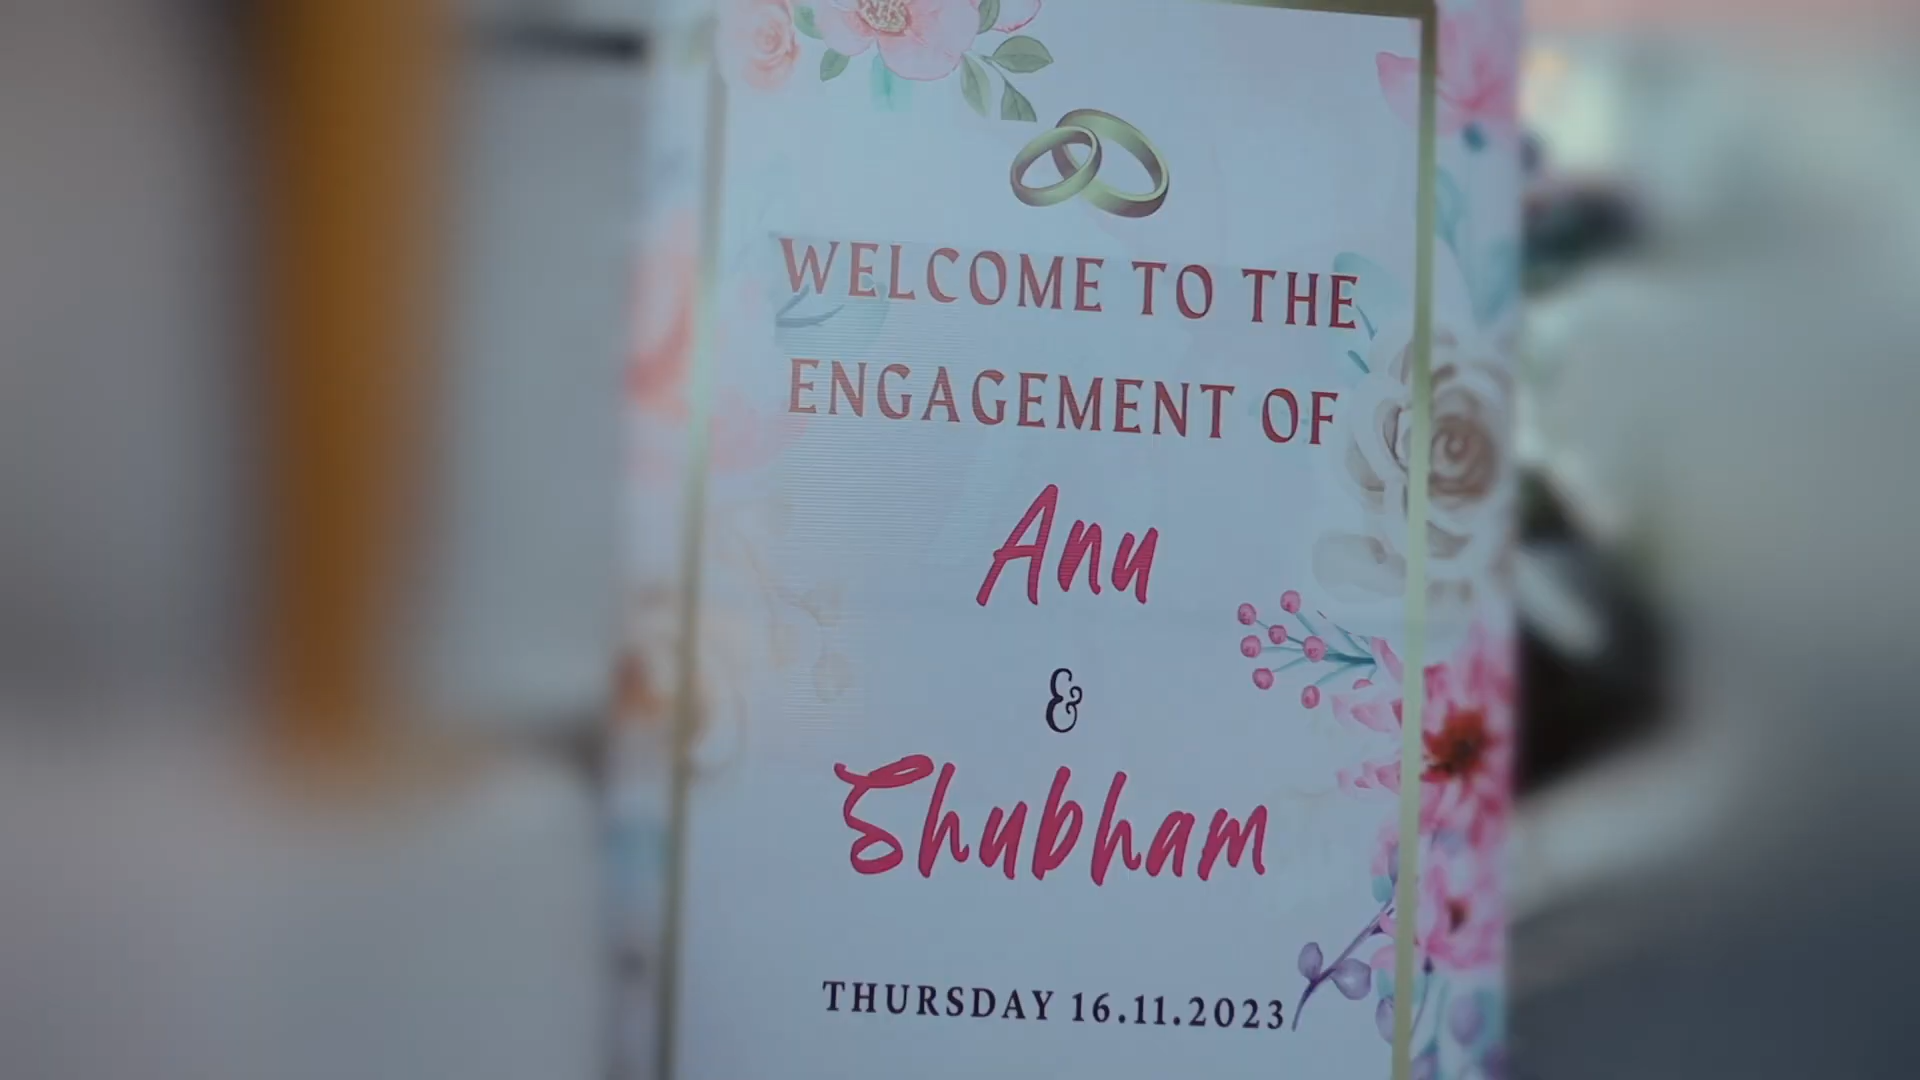 WELCOME TO THE
ENGAGEMENT OF
Anu
&
Shubham
THURSDAY 16.11.2023